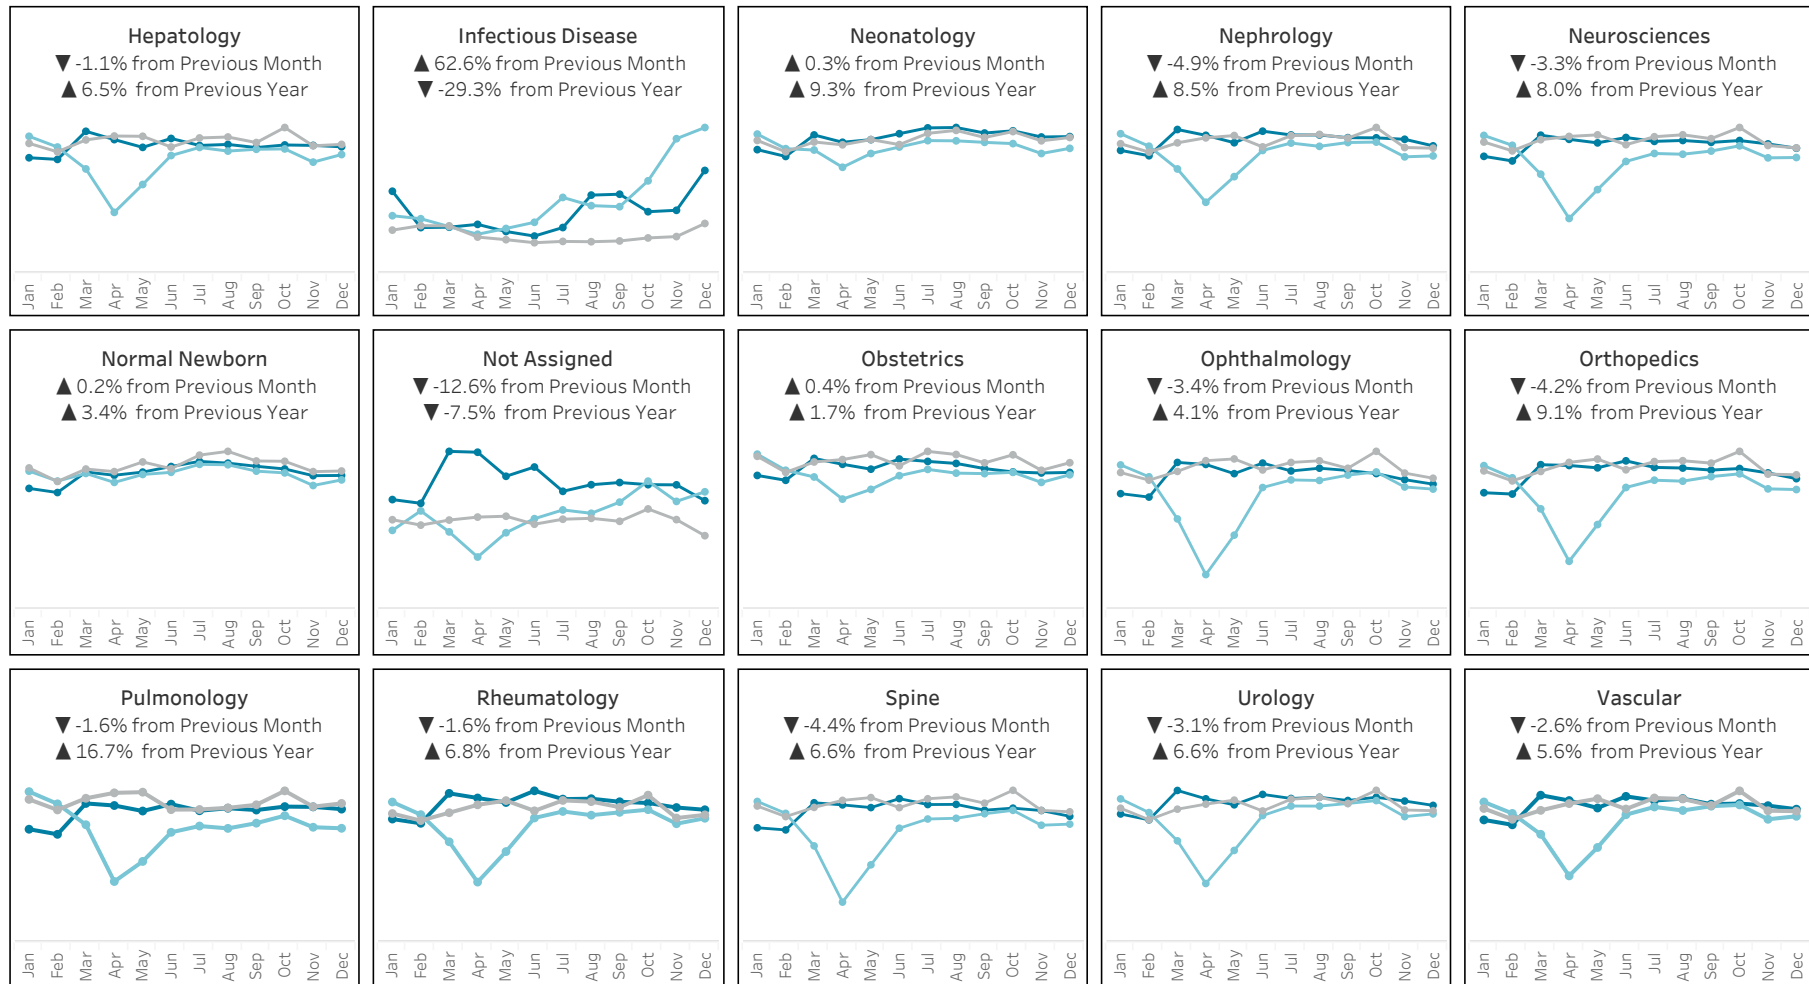 Hepatology
▼ -1.1% from Previous Month
▲ 6.5% from Previous Year
Jan Feb Mar Apr May Jun Jul Aug Sep Oct Nov Dec
Infectious Disease
▲ 62.6% from Previous Month
▼ -29.3% from Previous Year
Jan Feb Mar Apr May Jun Jul Aug Sep Oct Nov Dec
Neonatology
▲ 0.3% from Previous Month
▲ 9.3% from Previous Year
Jan Feb Mar Apr May Jun Jul Aug Sep Oct Nov Dec
Nephrology
▼ -4.9% from Previous Month
▲ 8.5% from Previous Year
Jan Feb Mar Apr May Jun Jul Aug Sep Oct Nov Dec
Neurosciences
▼ -3.3% from Previous Month
▲ 8.0% from Previous Year
Jan Feb Mar Apr May Jun Jul Aug Sep Oct Nov Dec
Normal Newborn
▲ 0.2% from Previous Month
▲ 3.4% from Previous Year
Jan Feb Mar Apr May Jun Jul Aug Sep Oct Nov Dec
Not Assigned
▼ -12.6% from Previous Month
▼ -7.5% from Previous Year
Jan Feb Mar Apr May Jun Jul Aug Sep Oct Nov Dec
Obstetrics
▲ 0.4% from Previous Month
▲ 1.7% from Previous Year
Jan Feb Mar Apr May Jun Jul Aug Sep Oct Nov Dec
Ophthalmology
▼ -3.4% from Previous Month
▲ 4.1% from Previous Year
Jan Feb Mar Apr May Jun Jul Aug Sep Oct Nov Dec
Orthopedics
▼ -4.2% from Previous Month
▲ 9.1% from Previous Year
Jan Feb Mar Apr May Jun Jul Aug Sep Oct Nov Dec
Pulmonology
▼ -1.6% from Previous Month
▲ 16.7% from Previous Year
Jan Feb Mar Apr May Jun Jul Aug Sep Oct Nov Dec
Rheumatology
▼ -1.6% from Previous Month
▲ 6.8% from Previous Year
Jan Feb Mar Apr May Jun Jul Aug Sep Oct Nov Dec
Spine
▼ -4.4% from Previous Month
▲ 6.6% from Previous Year
Jan Feb Mar Apr May Jun Jul Aug Sep Oct Nov Dec
Urology
▼ -3.1% from Previous Month
▲ 6.6% from Previous Year
Jan Feb Mar Apr May Jun Jul Aug Sep Oct Nov Dec
Vascular
▼ -2.6% from Previous Month
▲ 5.6% from Previous Year
Jan Feb Mar Apr May Jun Jul Aug Sep Oct Nov Dec